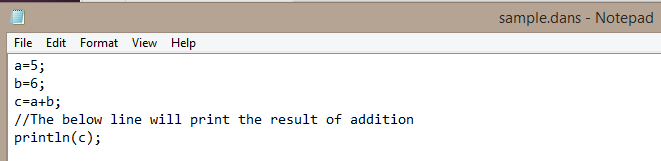 sample.dans - Notepad
File Edit Format View Help
a=5;
b=6;
c=a+b;
//The below line will print the result of addition
println(c);